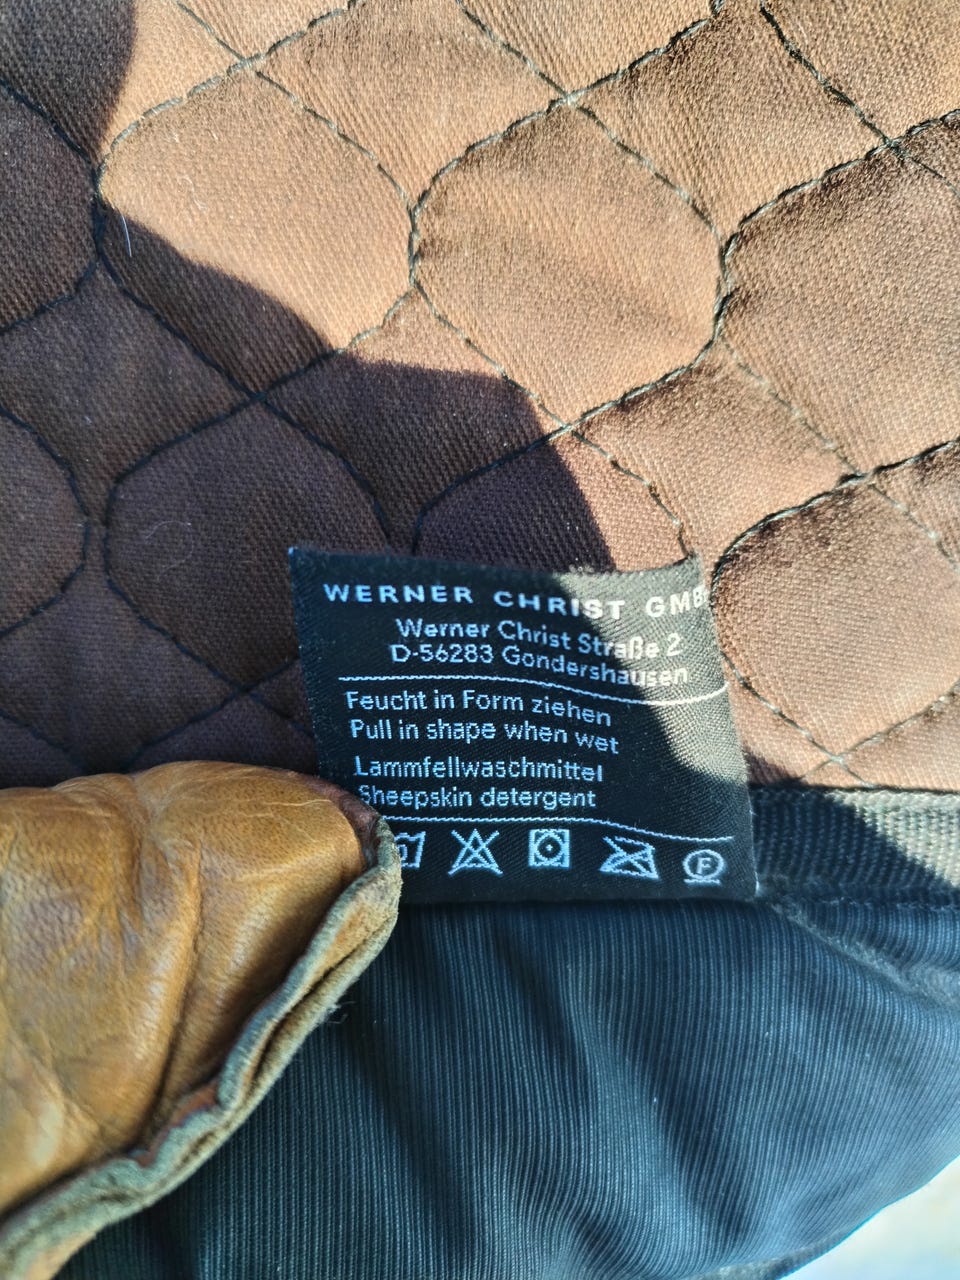 WERNER CHRIST GMB
Werner Christ Straße 2
D-56283 Gondershausen
Feucht in Form ziehen
Pull in shape when wet
Lammfellwaschmittel
Sheepskin detergent
F